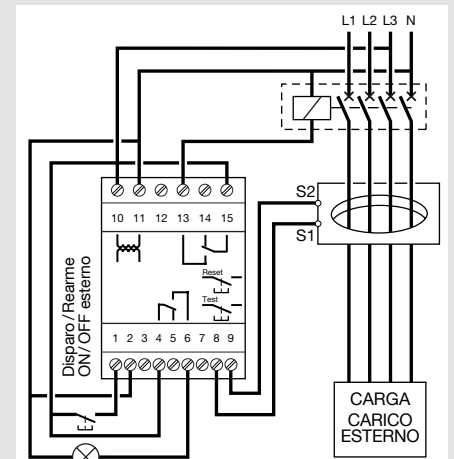 L1 L2 L3 N
S2
S1
10 11 12 13 14 15
Reset
Test
Disparo/Rearme
ON/OFF esterno
1 2 3 4 5 6 7 8 9
CARGA
CARICO
ESTERNO